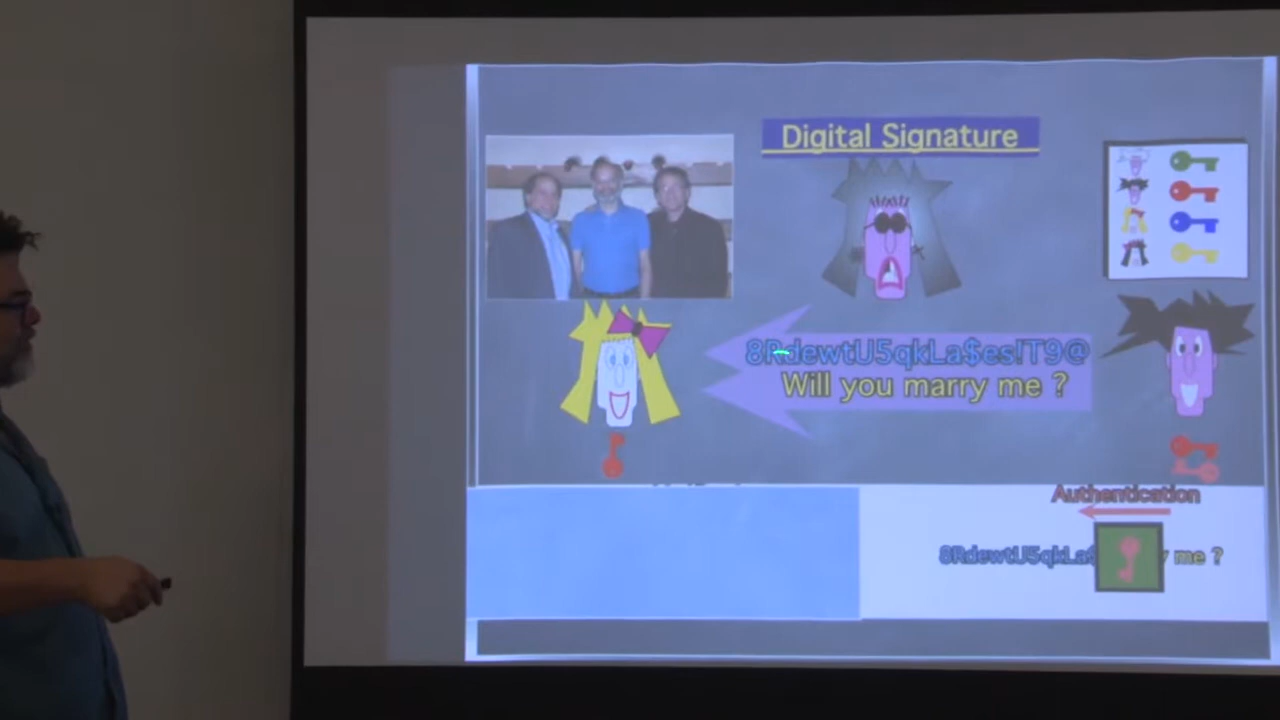 Digital Signature
8RdewtU5qkLa$es!T9@
Will you marry me ?
Authentication
8RdewtU5qkLa
me ?